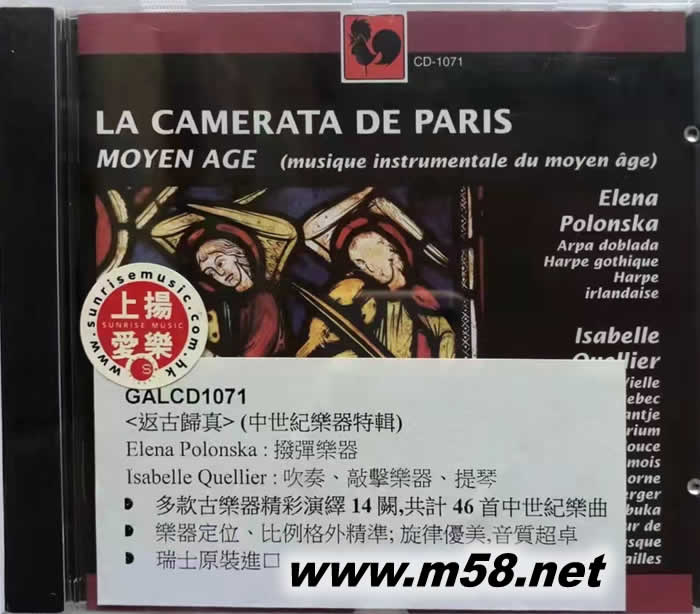 CD-1071
LA CAMERATA DE PARIS
MOYEN AGE (musique instrumentale du moyen âge)
Elena
Polonska
Arpa doblada
Harpe gothique
Harpe
irlandaise
Isabelle
Quellier
Vielle
www.sunrisemusic.com.hk
上揚
SUNRISE MUSIC
愛樂
S
GALCD1071
<返古歸真> (中世紀樂器特輯)
Elena Polonska : 撥彈樂器
Isabelle Quellier : 吹奏、敲擊樂器、提琴
多款古樂器精彩演繹 14 闕,共計 46 首中世紀樂曲
樂器定位、比例格外精準; 旋律優美,音質超卓
瑞士原裝進口
www.m58.net